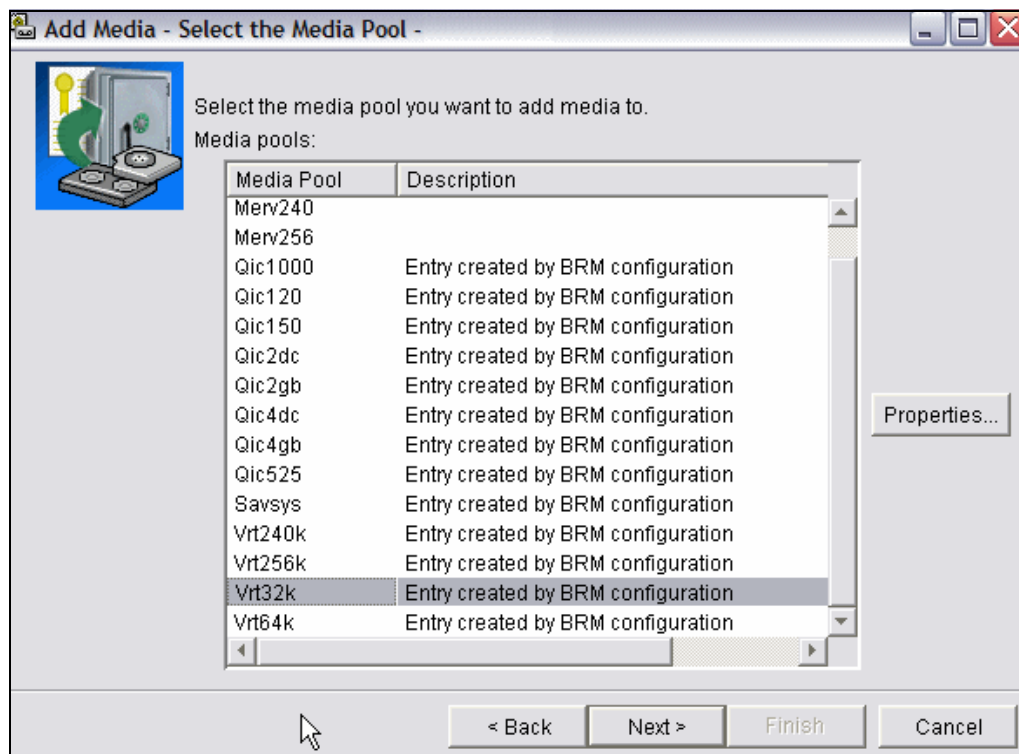 Add Media - Select the Media Pool -
Select the media pool you want to add media to.
Media pools:
Media Pool Description
Merv240
Merv256
Qic1000 Entry created by BRM configuration
Qic120 Entry created by BRM configuration
Qic150 Entry created by BRM configuration
Qic2dc Entry created by BRM configuration
Qic2gb Entry created by BRM configuration
Qic4dc Entry created by BRM configuration
Qic4gb Entry created by BRM configuration
Qic525 Entry created by BRM configuration
Savsys Entry created by BRM configuration
Vrt240k Entry created by BRM configuration
Vrt256k Entry created by BRM configuration
Vrt32k Entry created by BRM configuration
Vrt64k Entry created by BRM configuration
Properties...
< Back Next > Finish Cancel